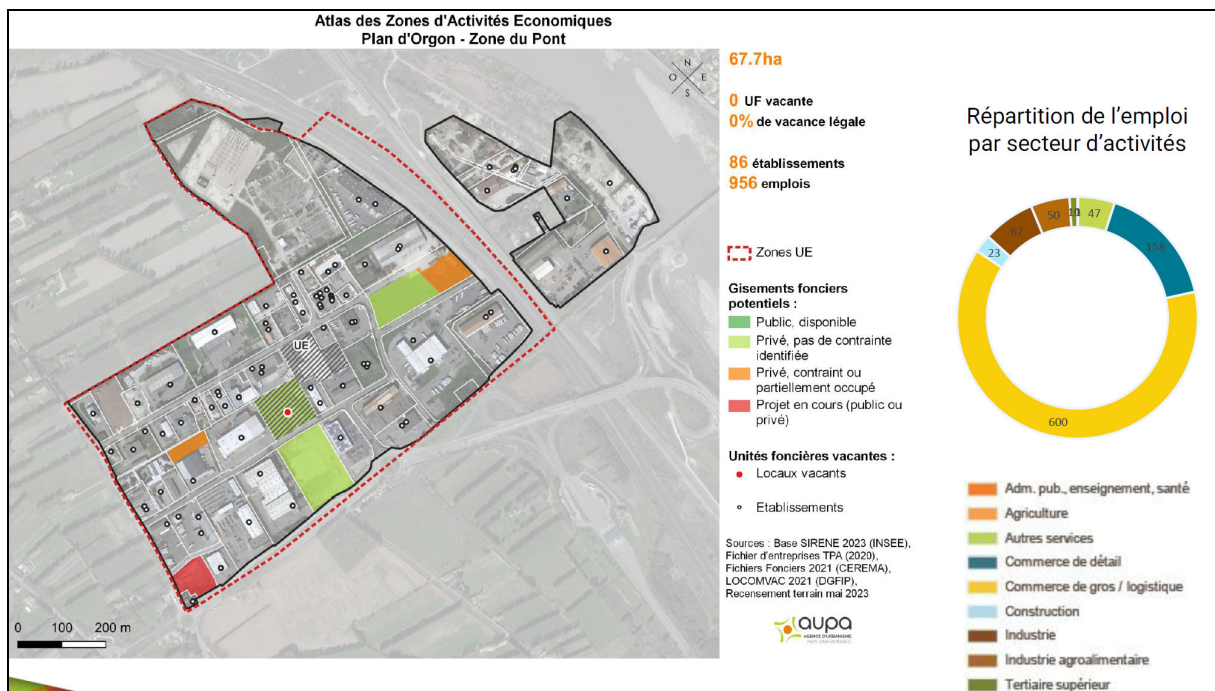 Atlas des Zones d'Activités Economiques
Plan d'Orgon - Zone du Pont
N
O
E
S
UE
0 100 200 m
67.7ha
0 UF vacante
0% de vacance légale
86 établissements
956 emplois
Zones UE
Gisements fonciers
potentiels :
Public, disponible
Privé, pas de contrainte
identifiée
Privé, contraint ou
partiellement occupé
Projet en cours (public ou
privé)
Unités foncières vacantes :
Locaux vacants
Etablissements
Sources : Base SIRENE 2023 (INSEE),
Fichier d'entreprises TPA (2020),
Fichiers Fonciers 2021 (CEREMA),
LOCOMVAC 2021 (DGFIP),
Recensement terrain mai 2023
aupa
AGENCE D'URBANISME
Répartition de l'emploi
par secteur d'activités
47
158
600
23
67
50
Adm. pub., enseignement, santé
Agriculture
Autres services
Commerce de détail
Commerce de gros / logistique
Construction
Industrie
Industrie agroalimentaire
Tertiaire supérieur